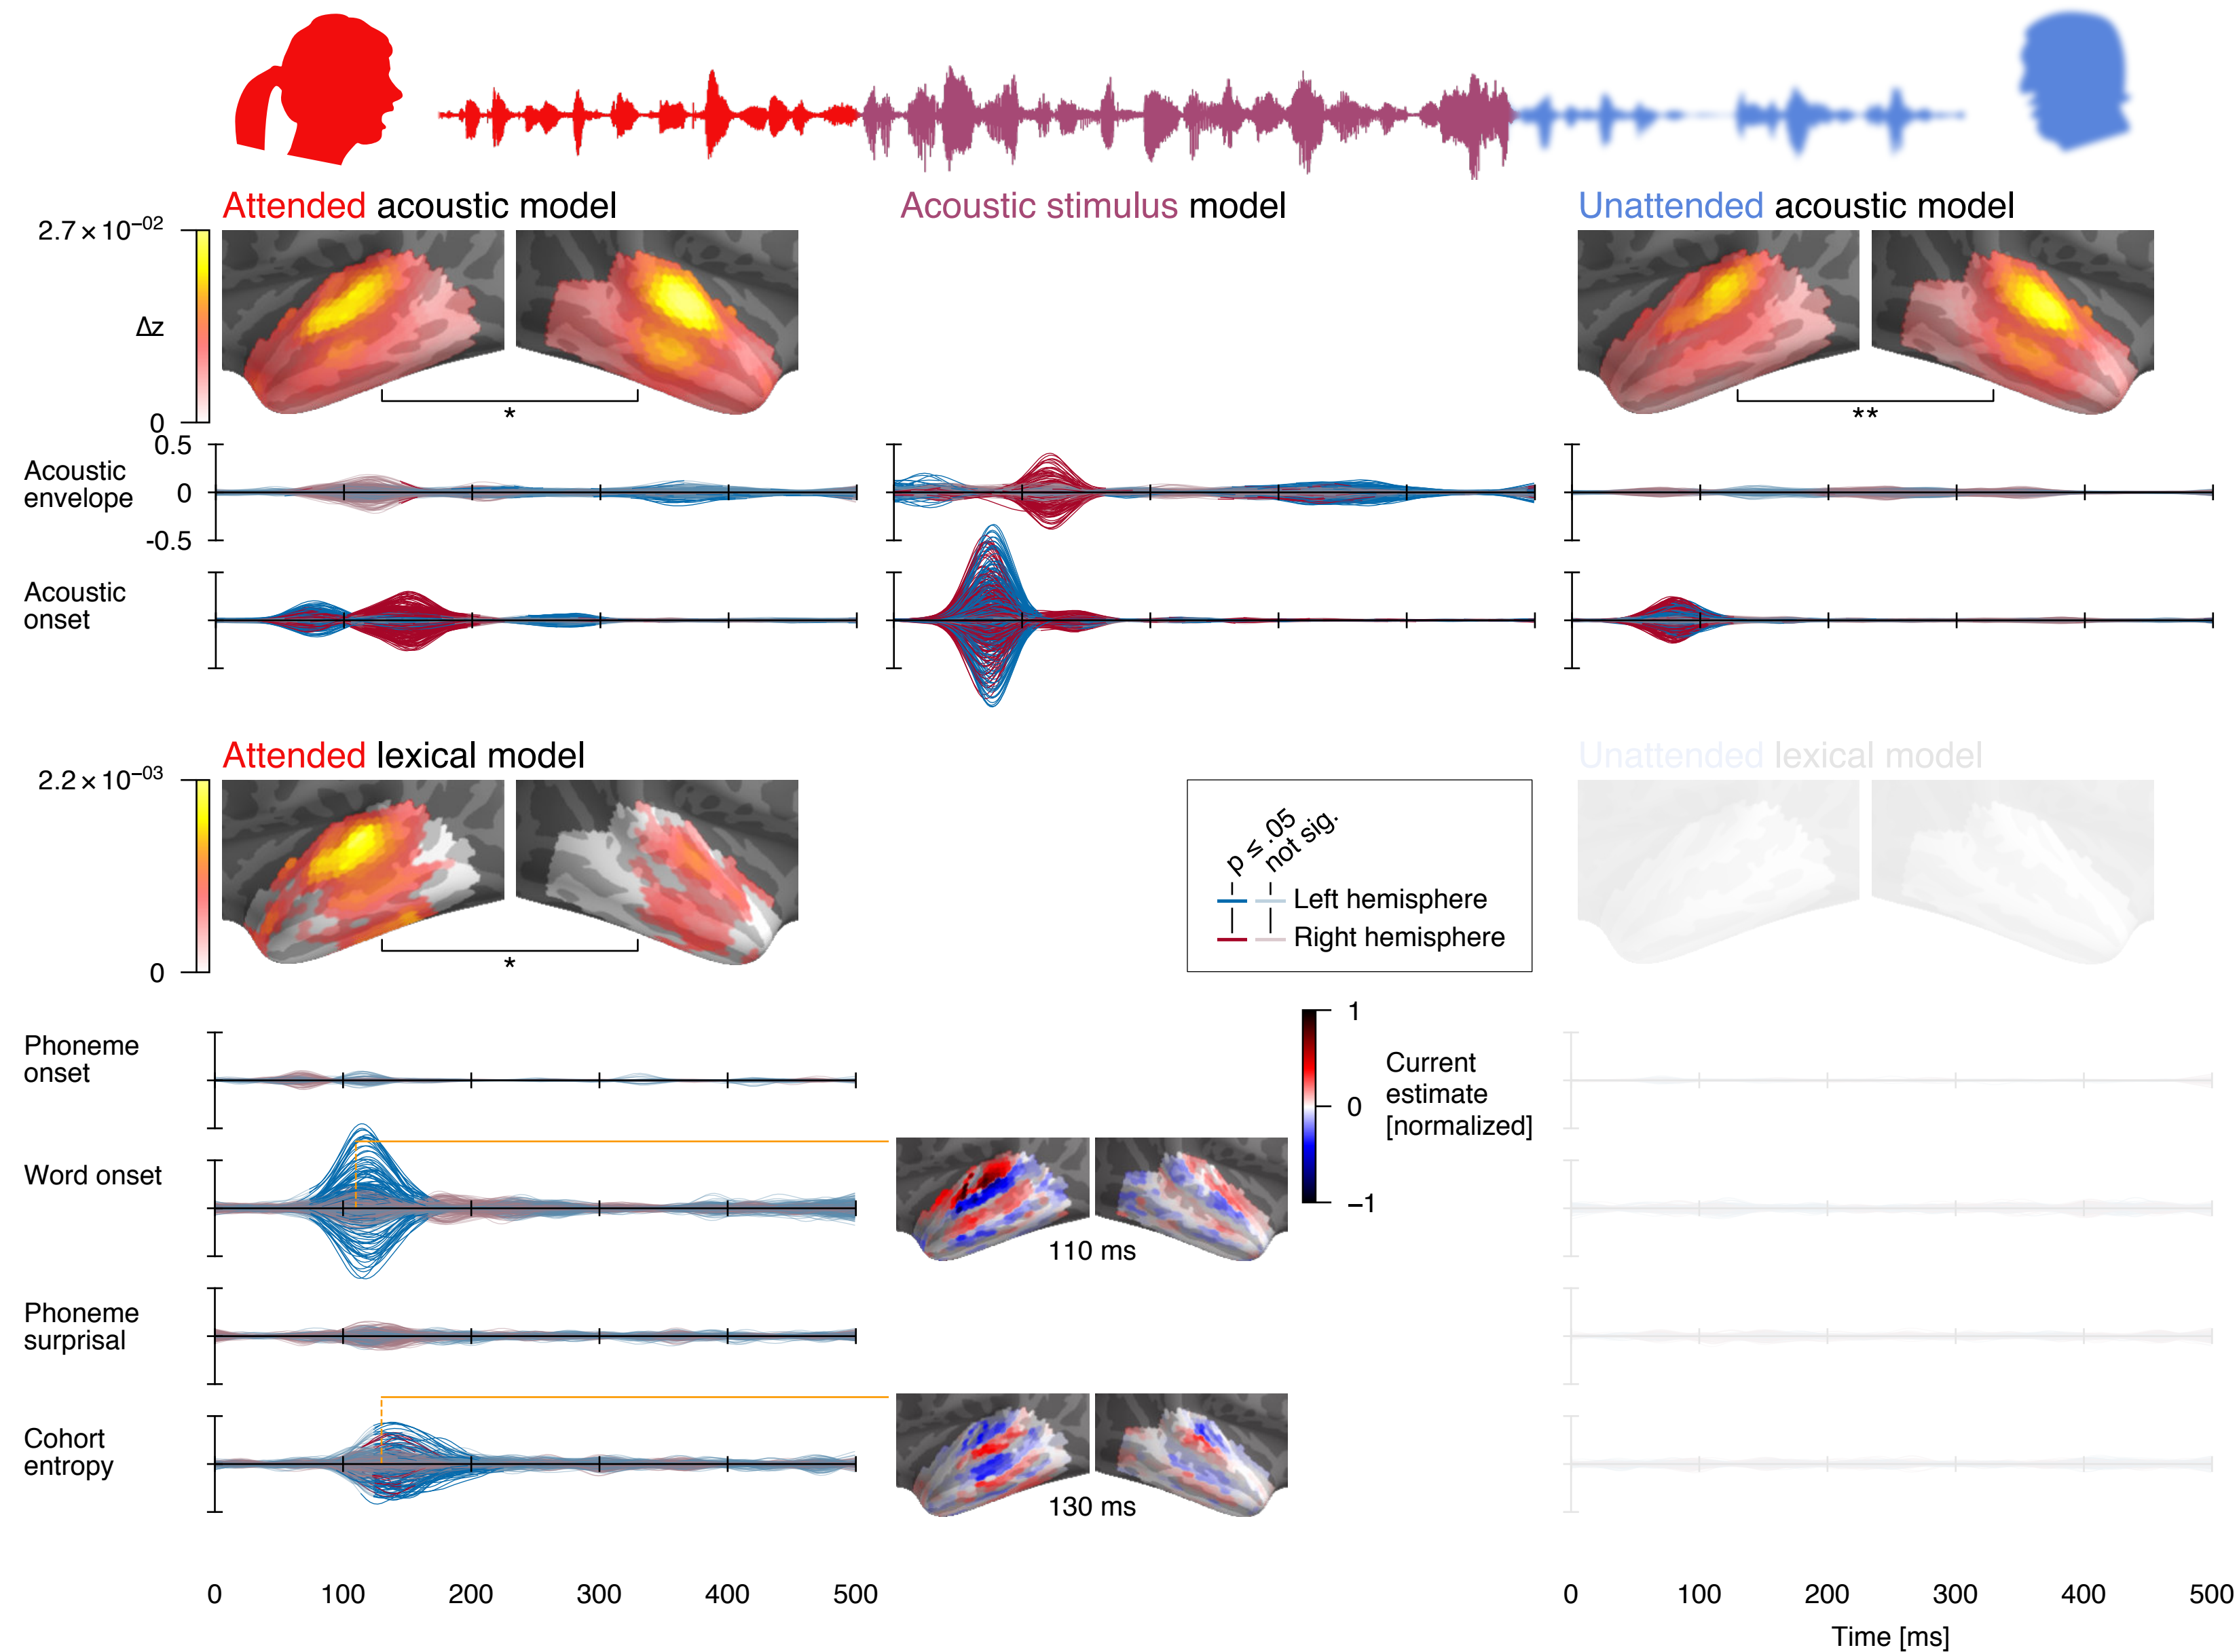 Attended acoustic model
Acoustic stimulus model
Unattended acoustic model
2.7×10⁻⁰²
Δz
0
*
**
Acoustic
envelope
0.5
0
-0.5
Acoustic
onset
Attended lexical model
Unattended lexical model
2.2×10⁻⁰³
0
*
p ≤ .05
not sig.
Left hemisphere
Right hemisphere
1
0
−1
Current
estimate
[normalized]
Phoneme
onset
Word onset
110 ms
Phoneme
surprisal
Cohort
entropy
130 ms
0 100 200 300 400 500
0 100 200 300 400 500
Time [ms]